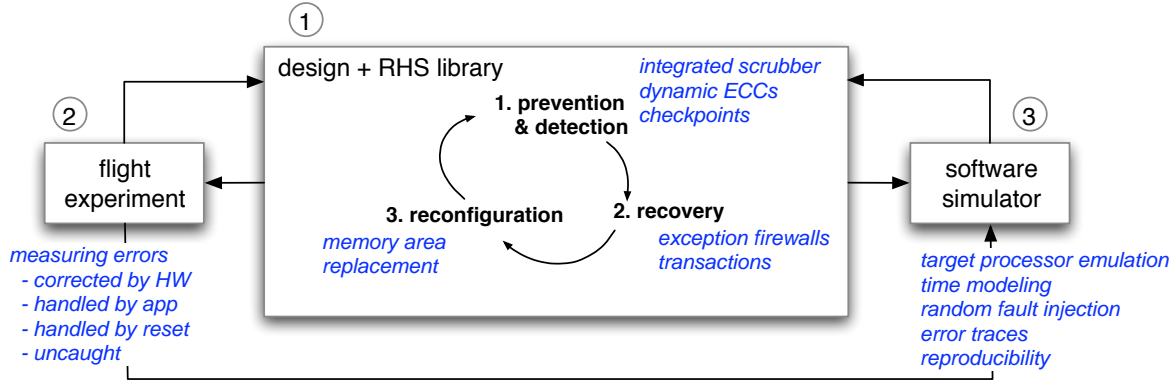 1
design + RHS library
integrated scrubber
dynamic ECCs
checkpoints
1. prevention
& detection
2. recovery
exception firewalls
transactions
3. reconfiguration
memory area
replacement
2
flight
experiment
measuring errors
- corrected by HW
- handled by app
- handled by reset
- uncaught
3
software
simulator
target processor emulation
time modeling
random fault injection
error traces
reproducibility